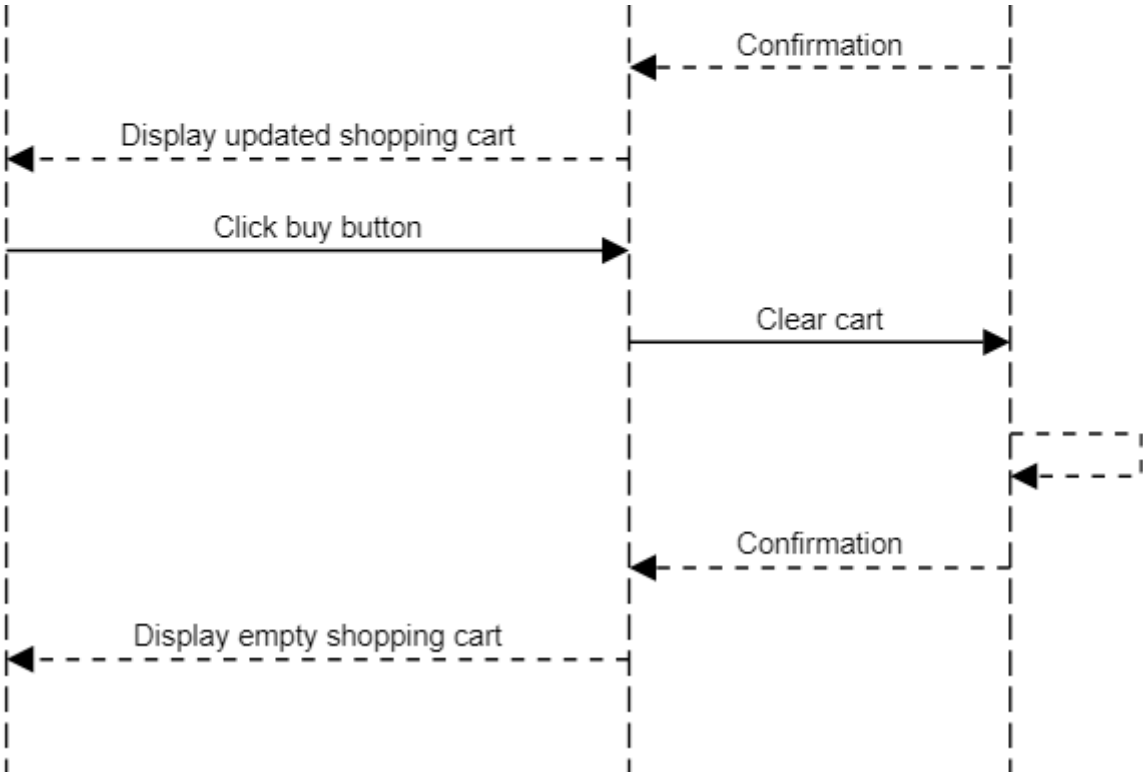 Confirmation
Display updated shopping cart
Click buy button
Clear cart
Confirmation
Display empty shopping cart